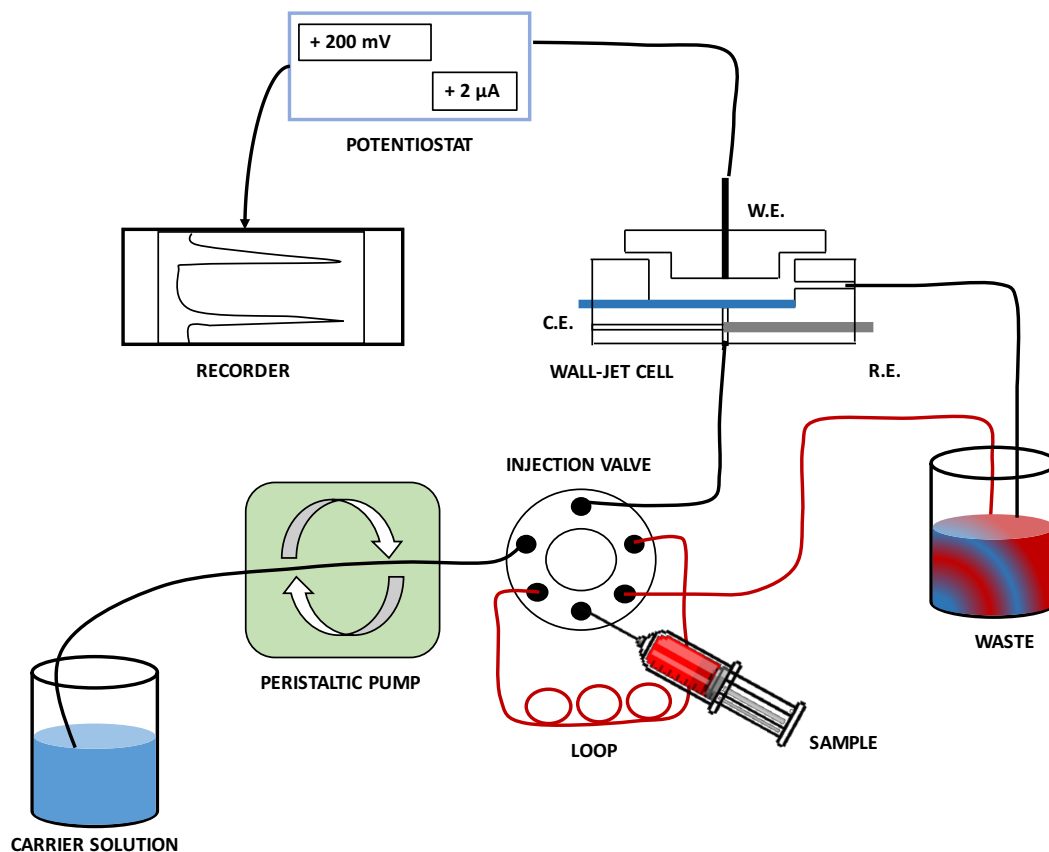 + 200 mV
+ 2 µA
POTENTIOSTAT
W.E.
C.E.
RECORDER
WALL-JET CELL
R.E.
INJECTION VALVE
WASTE
PERISTALTIC PUMP
SAMPLE
LOOP
CARRIER SOLUTION